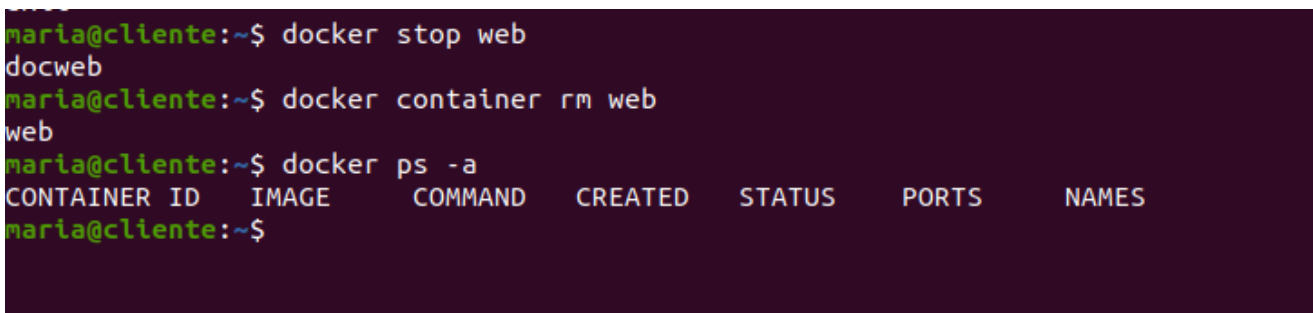 maria@cliente:~$ docker stop web
docweb
maria@cliente:~$ docker container rm web
web
maria@cliente:~$ docker ps -a
CONTAINER ID IMAGE COMMAND CREATED STATUS PORTS NAMES
maria@cliente:~$